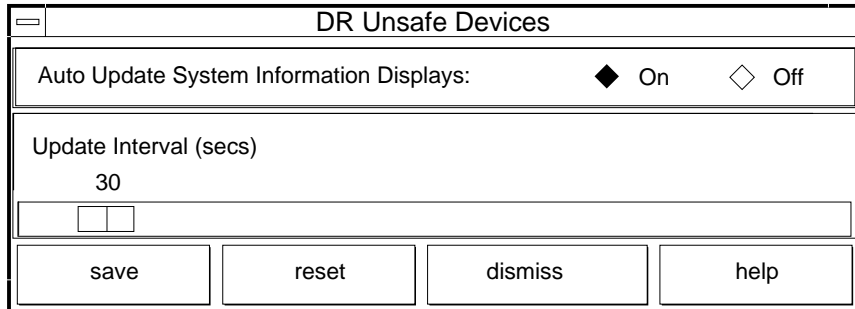 DR Unsafe Devices
Auto Update System Information Displays: On Off
Update Interval (secs)
30
save reset dismiss help